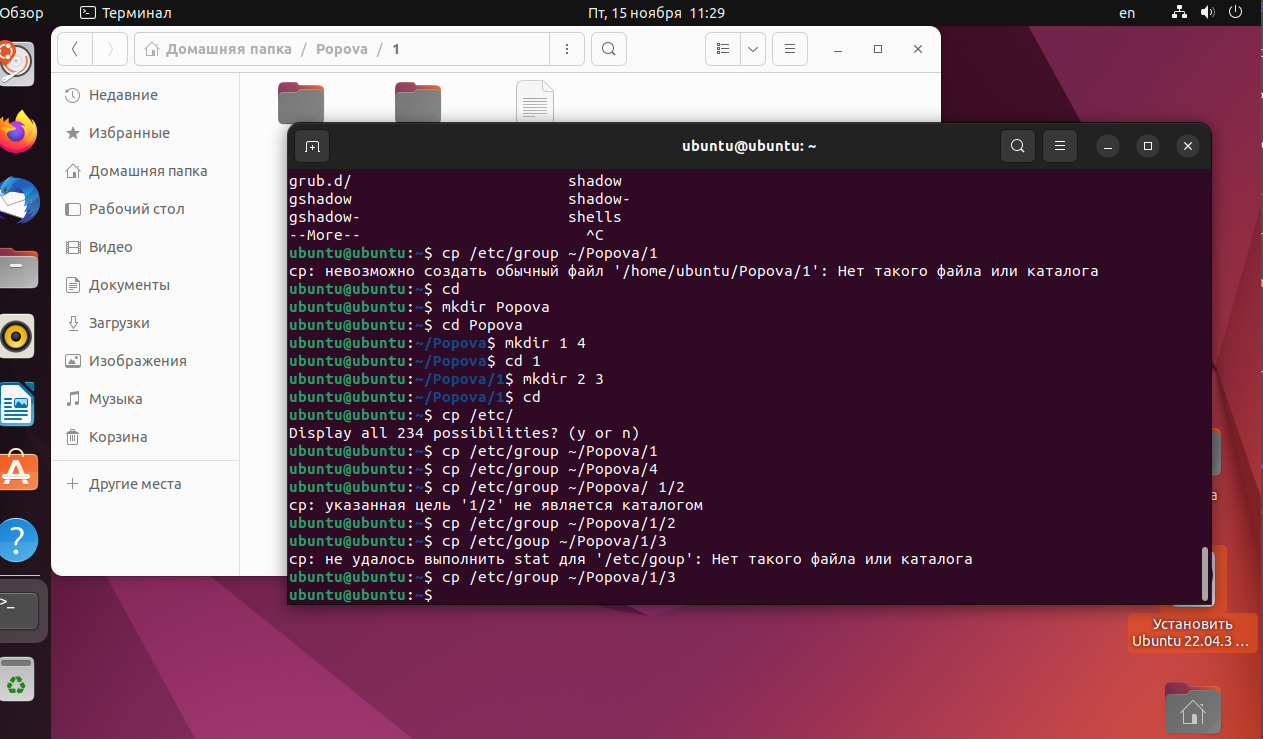 Обзор
Терминал
Пт, 15 ноября 11:29
en
Домашняя папка / Popova / 1
Недавние
Избранные
Домашняя папка
Рабочий стол
Видео
Документы
Загрузки
Изображения
Музыка
Корзина
Другие места
ubuntu@ubuntu: ~
grub.d/ shadow
gshadow shadow-
gshadow- shells
--More-- ^C
ubuntu@ubuntu:~$ cp /etc/group ~/Popova/1
cp: невозможно создать обычный файл '/home/ubuntu/Popova/1': Нет такого файла или каталога
ubuntu@ubuntu:~$ cd
ubuntu@ubuntu:~$ mkdir Popova
ubuntu@ubuntu:~$ cd Popova
ubuntu@ubuntu:~/Popova$ mkdir 1 4
ubuntu@ubuntu:~/Popova$ cd 1
ubuntu@ubuntu:~/Popova/1$ mkdir 2 3
ubuntu@ubuntu:~/Popova/1$ cd
ubuntu@ubuntu:~$ cp /etc/
Display all 234 possibilities? (y or n)
ubuntu@ubuntu:~$ cp /etc/group ~/Popova/1
ubuntu@ubuntu:~$ cp /etc/group ~/Popova/4
ubuntu@ubuntu:~$ cp /etc/group ~/Popova/ 1/2
cp: указанная цель '1/2' не является каталогом
ubuntu@ubuntu:~$ cp /etc/group ~/Popova/1/2
ubuntu@ubuntu:~$ cp /etc/goup ~/Popova/1/3
cp: не удалось выполнить stat для '/etc/goup': Нет такого файла или каталога
ubuntu@ubuntu:~$ cp /etc/group ~/Popova/1/3
ubuntu@ubuntu:~$
Установить
Ubuntu 22.04.3 ...